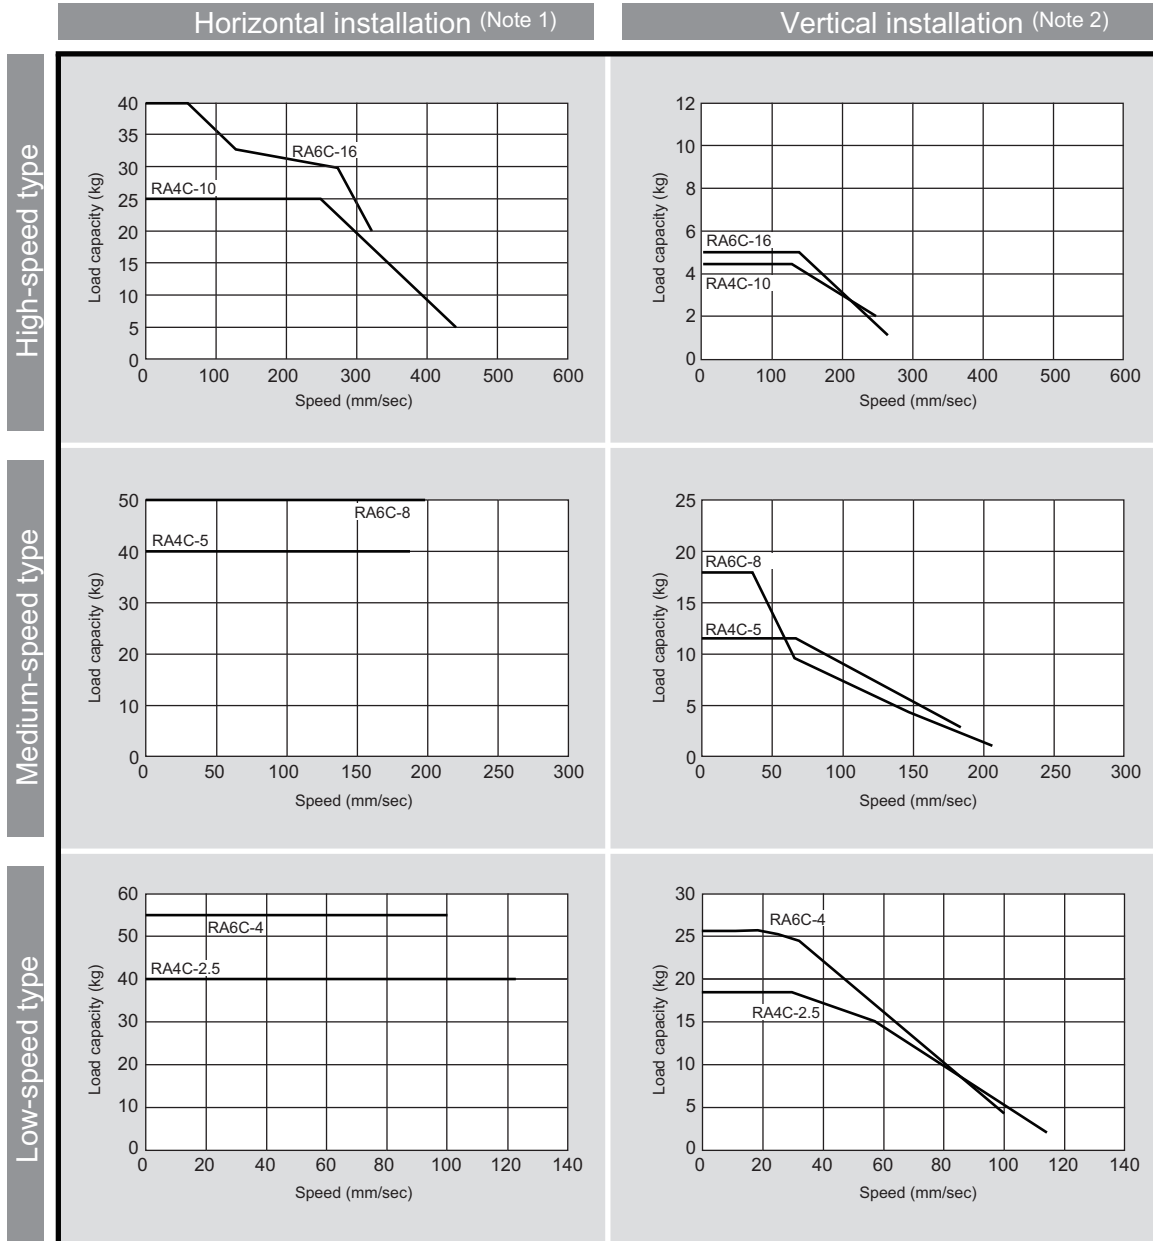 Horizontal installation (Note 1)
Vertical installation (Note 2)
High-speed type
40
35
30
25
20
15
10
5
0
Load capacity (kg)
RA6C-16
RA4C-10
0 100 200 300 400 500 600
Speed (mm/sec)
12
10
8
6
4
2
0
Load capacity (kg)
RA6C-16
RA4C-10
0 100 200 300 400 500 600
Speed (mm/sec)
Medium-speed type
50
40
30
20
10
0
Load capacity (kg)
RA6C-8
RA4C-5
0 50 100 150 200 250 300
Speed (mm/sec)
25
20
15
10
5
0
Load capacity (kg)
RA6C-8
RA4C-5
0 50 100 150 200 250 300
Speed (mm/sec)
Low-speed type
60
50
40
30
20
10
0
Load capacity (kg)
RA6C-4
RA4C-2.5
0 20 40 60 80 100 120 140
Speed (mm/sec)
30
25
20
15
10
5
0
Load capacity (kg)
RA6C-4
RA4C-2.5
0 20 40 60 80 100 120 140
Speed (mm/sec)